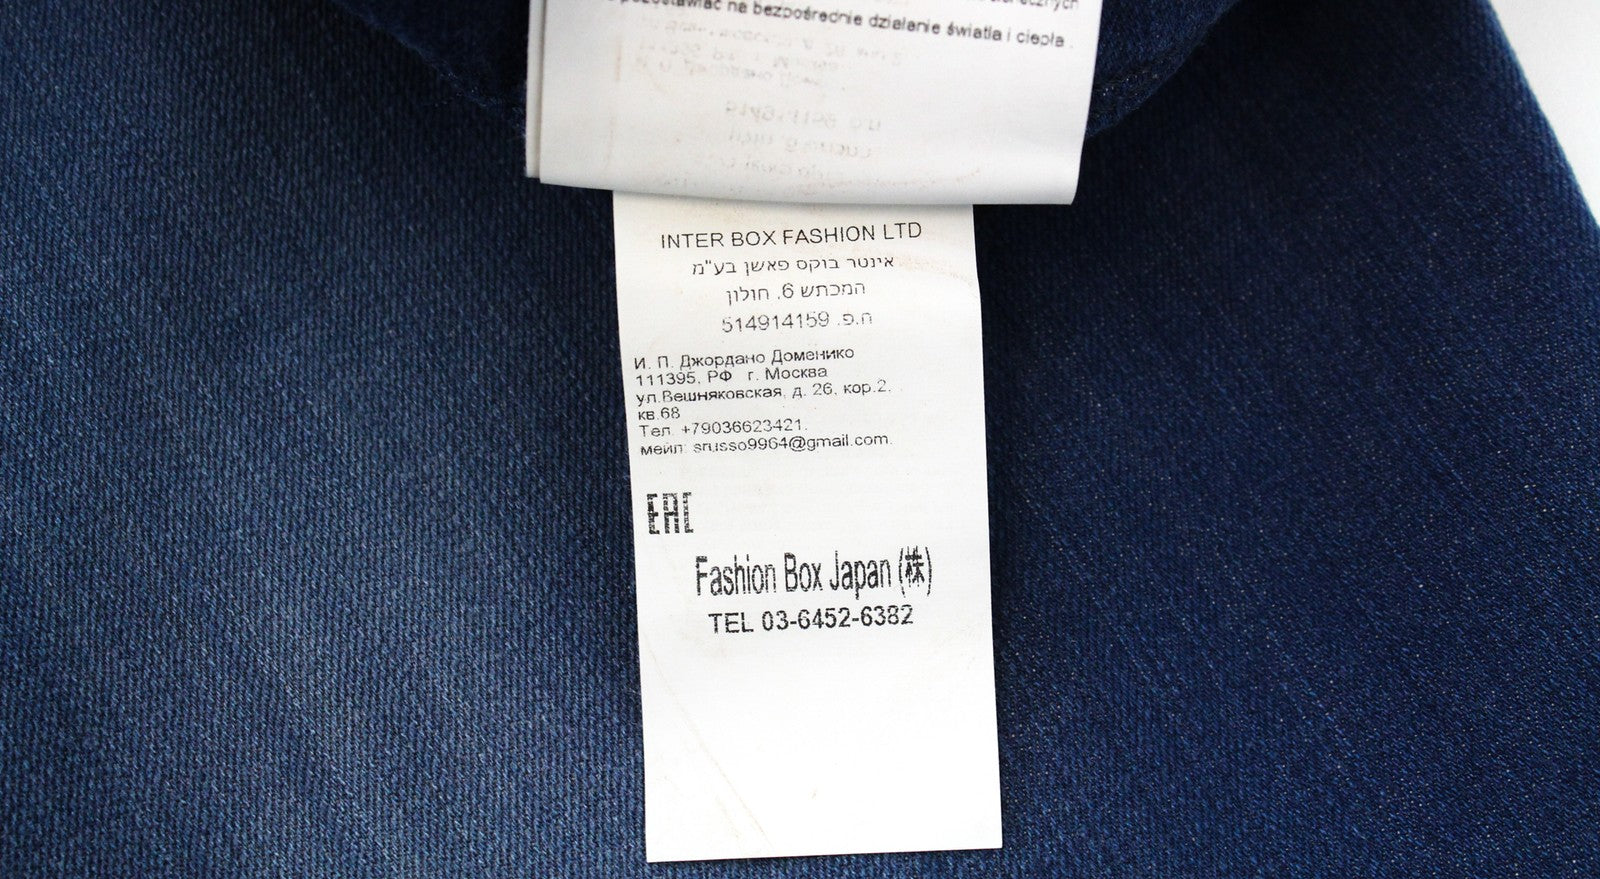 pozostawiać na bezpośrednie działanie światła i ciepła .
INTER BOX FASHION LTD
אינטר בוקס פאשן בע"מ
המכתש 6, חולון
ח.פ. 514914159
И. П. Джордано Доменико
111395, РФ г. Москва
ул.Вешняковская, д. 26, кор.2,
кв.68
Тел. +79036623421.
мейл: srusso9964@gmail.com.
EAC
Fashion Box Japan (株)
TEL 03-6452-6382